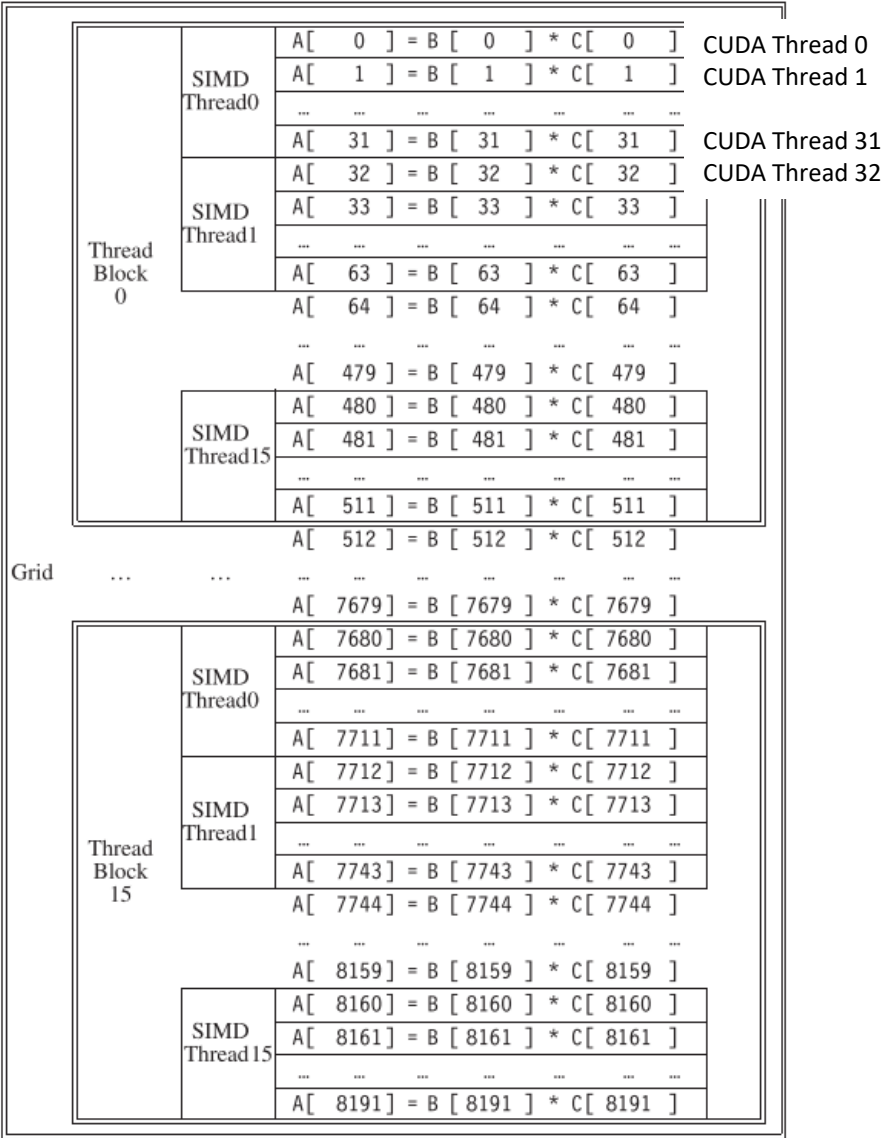 A[ 0 ] = B [ 0 ] * C[ 0 ] CUDA Thread 0
SIMD Thread0 A[ 1 ] = B [ 1 ] * C[ 1 ] CUDA Thread 1
... ... ... ... ... ... ...
A[ 31 ] = B [ 31 ] * C[ 31 ] CUDA Thread 31
A[ 32 ] = B [ 32 ] * C[ 32 ] CUDA Thread 32
SIMD Thread1 A[ 33 ] = B [ 33 ] * C[ 33 ]
Thread Block 0 ... ... ... ... ... ... ...
A[ 63 ] = B [ 63 ] * C[ 63 ]
A[ 64 ] = B [ 64 ] * C[ 64 ]
... ... ... ... ... ... ...
A[ 479 ] = B [ 479 ] * C[ 479 ]
A[ 480 ] = B [ 480 ] * C[ 480 ]
SIMD Thread15 A[ 481 ] = B [ 481 ] * C[ 481 ]
... ... ... ... ... ... ...
A[ 511 ] = B [ 511 ] * C[ 511 ]
A[ 512 ] = B [ 512 ] * C[ 512 ]
Grid ... ... ... ... ... ... ... ... ...
A[ 7679 ] = B [ 7679 ] * C[ 7679 ]
A[ 7680 ] = B [ 7680 ] * C[ 7680 ]
SIMD Thread0 A[ 7681 ] = B [ 7681 ] * C[ 7681 ]
... ... ... ... ... ... ...
A[ 7711 ] = B [ 7711 ] * C[ 7711 ]
A[ 7712 ] = B [ 7712 ] * C[ 7712 ]
SIMD Thread1 A[ 7713 ] = B [ 7713 ] * C[ 7713 ]
Thread Block 15 ... ... ... ... ... ... ...
A[ 7743 ] = B [ 7743 ] * C[ 7743 ]
A[ 7744 ] = B [ 7744 ] * C[ 7744 ]
... ... ... ... ... ... ...
A[ 8159 ] = B [ 8159 ] * C[ 8159 ]
A[ 8160 ] = B [ 8160 ] * C[ 8160 ]
SIMD Thread15 A[ 8161 ] = B [ 8161 ] * C[ 8161 ]
... ... ... ... ... ... ...
A[ 8191 ] = B [ 8191 ] * C[ 8191 ]